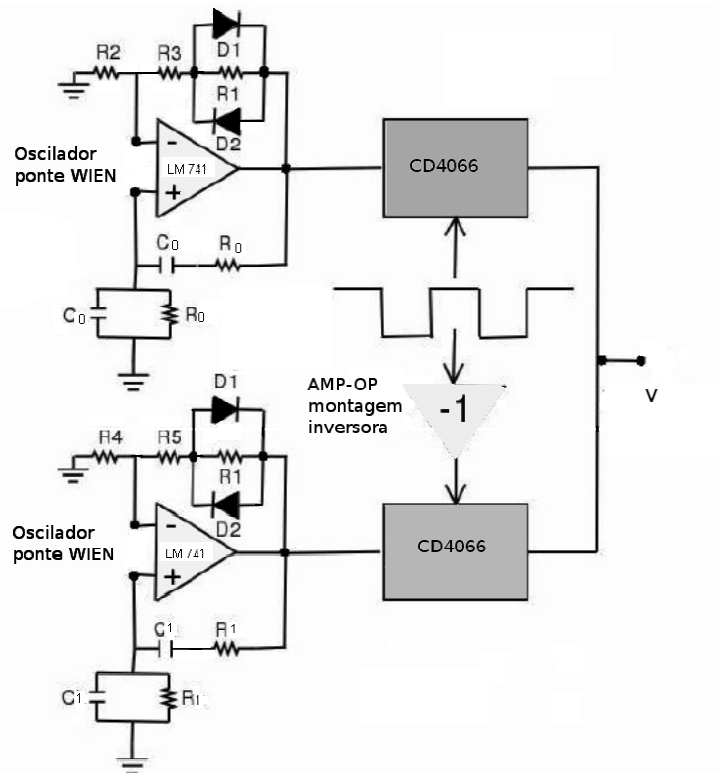 R2
R3
D1
R1
D2
Oscilador
ponte WIEN
-
LM 741
+
C0
R0
C0
R0
CD4066
AMP-OP
montagem
inversora
-1
V
D1
R4
R5
R1
D2
Oscilador
ponte WIEN
-
LM 741
+
C1
R1
C1
R1
CD4066